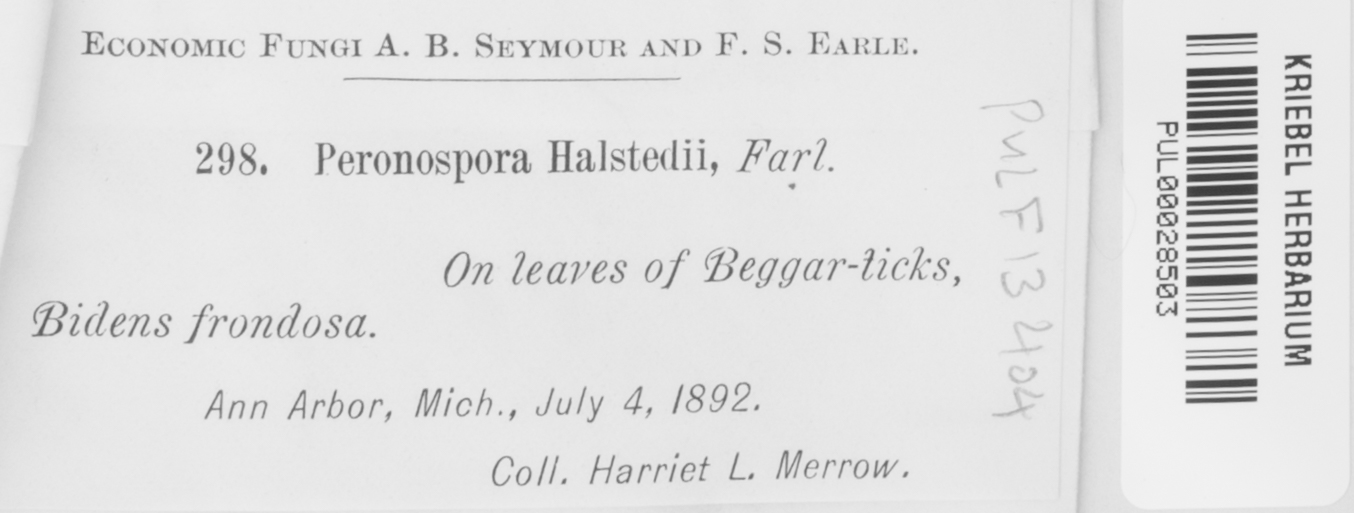 ECONOMIC FUNGI A. B. SEYMOUR AND F. S. EARLE.
298. Peronospora Halstedii, Farl.
On leaves of Beggar-ticks,
Bidens frondosa.
Ann Arbor, Mich., July 4, 1892.
Coll. Harriet L. Merrow.
PULF13404
PUL00028503
KRIEBEL HERBARIUM